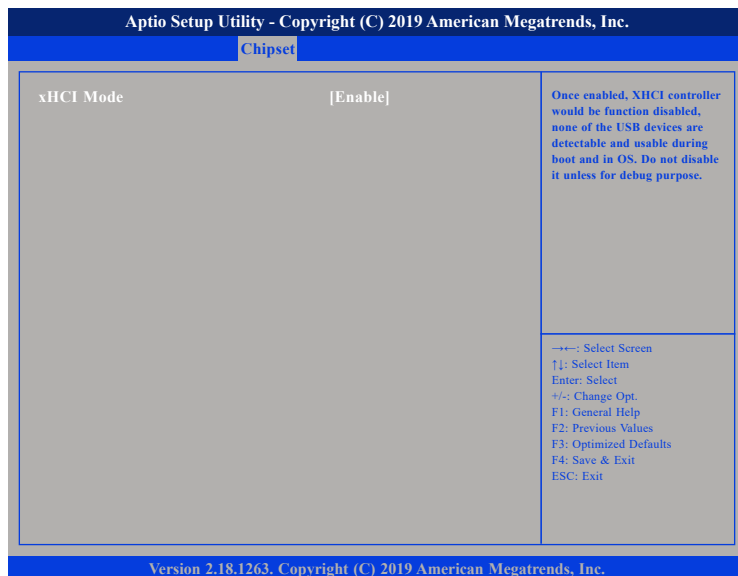 Aptio Setup Utility - Copyright (C) 2019 American Megatrends, Inc.
Chipset
xHCI Mode [Enable]
Once enabled, XHCI controller
would be function disabled,
none of the USB devices are
detectable and usable during
boot and in OS. Do not disable
it unless for debug purpose.
→←: Select Screen
↑↓: Select Item
Enter: Select
+/-: Change Opt.
F1: General Help
F2: Previous Values
F3: Optimized Defaults
F4: Save & Exit
ESC: Exit
Version 2.18.1263. Copyright (C) 2019 American Megatrends, Inc.